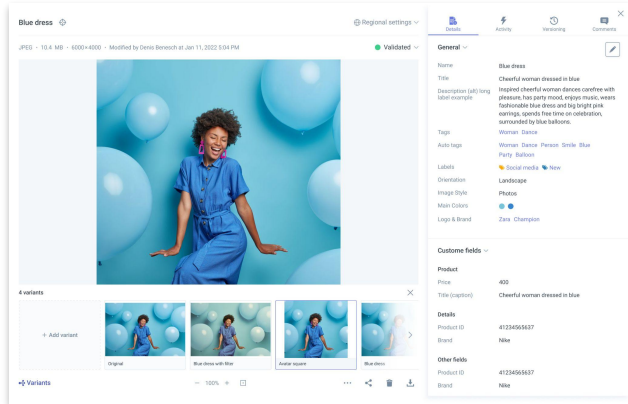 Blue dress
Regional settings
JPEG • 10.4 MB • 6000×4000 • Modified by Denis Benesch at Jan 11, 2022 5:04 PM
Validated
4 variants
+ Add variant
Original
Blue dress with filter
Avatar square
Blue dress
Variants
− 100% +
Details
Activity
Versioning
Comments
General
Name Blue dress
Title Cheerful woman dressed in blue
Description (alt) long Inspired cheerful woman dances carefree with
label example pleasure, has party mood, enjoys music, wears
fashionable blue dress and big bright pink
earrings, spends free time on celebration,
surrounded by blue balloons.
Tags Woman Dance
Auto tags Woman Dance Person Smile Blue
Party Balloon
Labels Social media New
Orientation Landscape
Image Style Photos
Main Colors
Logo & Brand Zara Champion
Custome fields
Product
Price 400
Title (caption) Cheerful woman dressed in blue
Details
Product ID 41234565637
Brand Nike
Other fields
Product ID 41234565637
Brand Nike